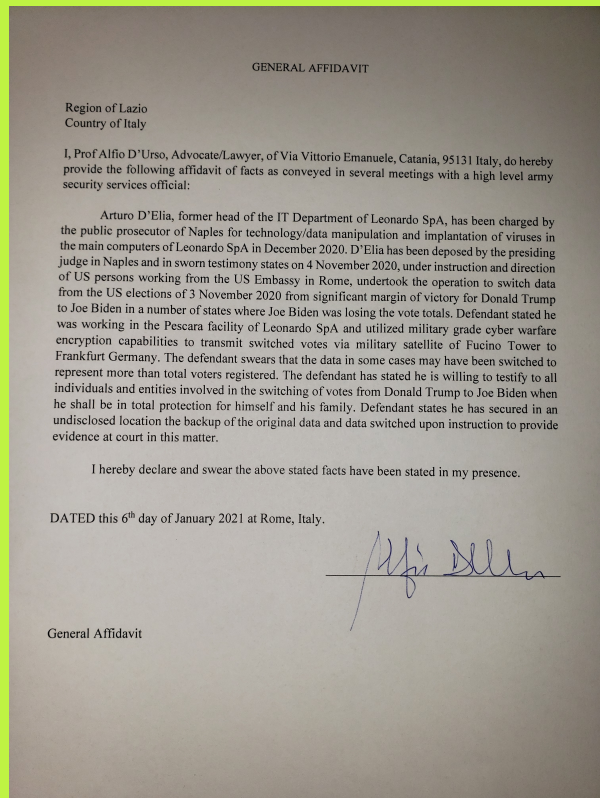 GENERAL AFFIDAVIT
Region of Lazio
Country of Italy
I, Prof Alfio D'Urso, Advocate/Lawyer, of Via Vittorio Emanuele, Catania, 95131 Italy, do hereby
provide the following affidavit of facts as conveyed in several meetings with a high level army
security services official:
Arturo D'Elia, former head of the IT Department of Leonardo SpA, has been charged by
the public prosecutor of Naples for technology/data manipulation and implantation of viruses in
the main computers of Leonardo SpA in December 2020. D'Elia has been deposed by the presiding
judge in Naples and in sworn testimony states on 4 November 2020, under instruction and direction
of US persons working from the US Embassy in Rome, undertook the operation to switch data
from the US elections of 3 November 2020 from significant margin of victory for Donald Trump
to Joe Biden in a number of states where Joe Biden was losing the vote totals. Defendant stated he
was working in the Pescara facility of Leonardo SpA and utilized military grade cyber warfare
encryption capabilities to transmit switched votes via military satellite of Fucino Tower to
Frankfurt Germany. The defendant swears that the data in some cases may have been switched to
represent more than total voters registered. The defendant has stated he is willing to testify to all
individuals and entities involved in the switching of votes from Donald Trump to Joe Biden when
he shall be in total protection for himself and his family. Defendant states he has secured in an
undisclosed location the backup of the original data and data switched upon instruction to provide
evidence at court in this matter.
I hereby declare and swear the above stated facts have been stated in my presence.
DATED this 6th day of January 2021 at Rome, Italy.
General Affidavit